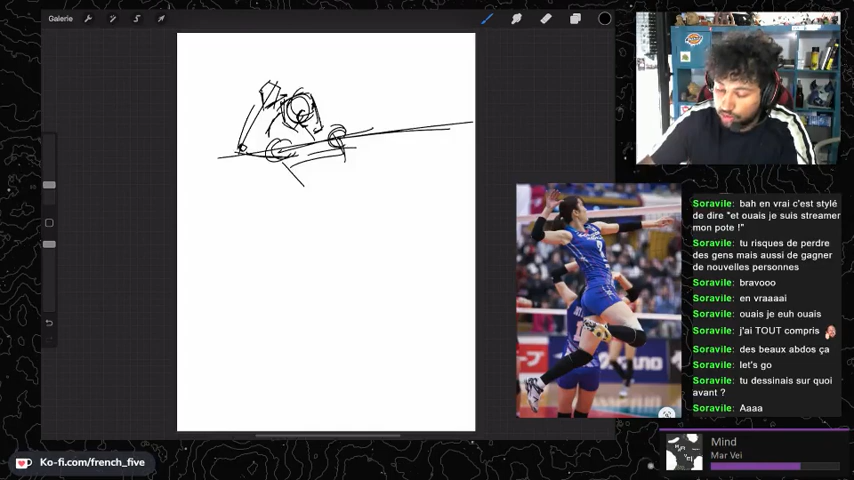 Galerie
Soravile: bah en vrai c'est stylé
de dire "et ouais je suis streamer
mon pote !"
Soravile: tu risques de perdre
des gens mais aussi de gagner
de nouvelles personnes
Soravile: bravooo
Soravile: en vraaaai
Soravile: ouais je euh ouais
Soravile: j'ai TOUT compris
Soravile: des beaux abdos ça
Soravile: let's go
Soravile: tu dessinais sur quoi
avant ?
Soravile: Aaaa
Mind
Mar Vei
Ko-fi.com/french_five